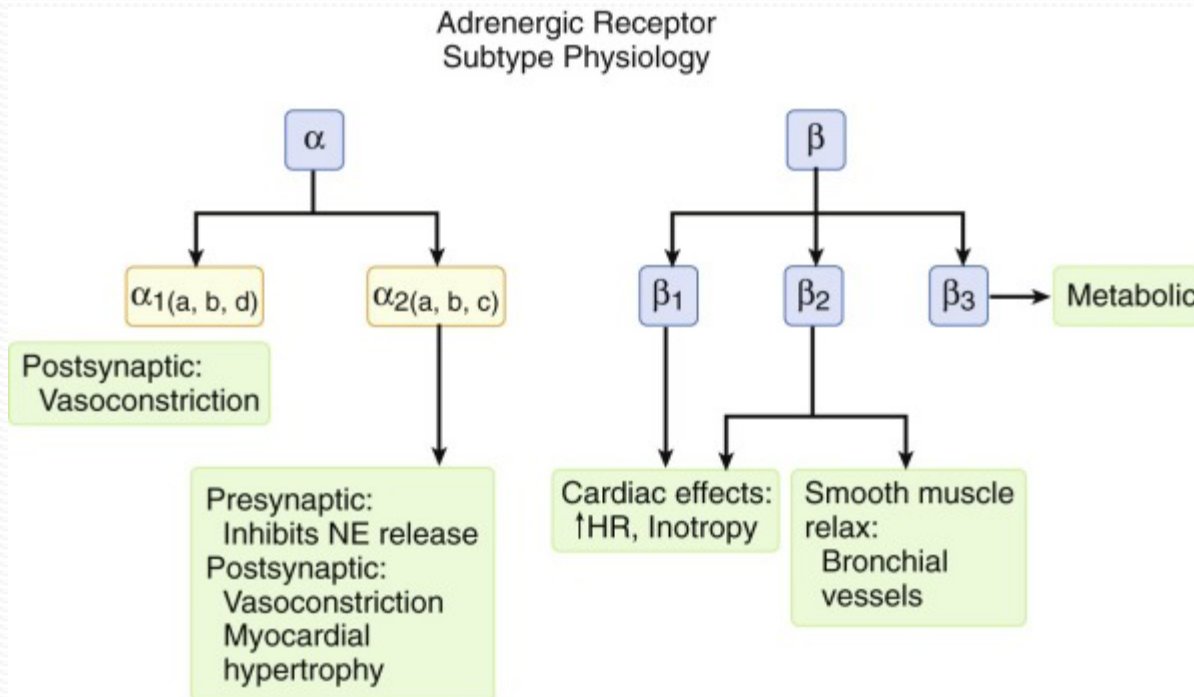 Adrenergic Receptor
Subtype Physiology
α
β
α1(a, b, d)
α2(a, b, c)
β1
β2
β3
Metabolic
Postsynaptic:
Vasoconstriction
Presynaptic:
Inhibits NE release
Postsynaptic:
Vasoconstriction
Myocardial
hypertrophy
Cardiac effects:
↑HR, Inotropy
Smooth muscle
relax:
Bronchial
vessels